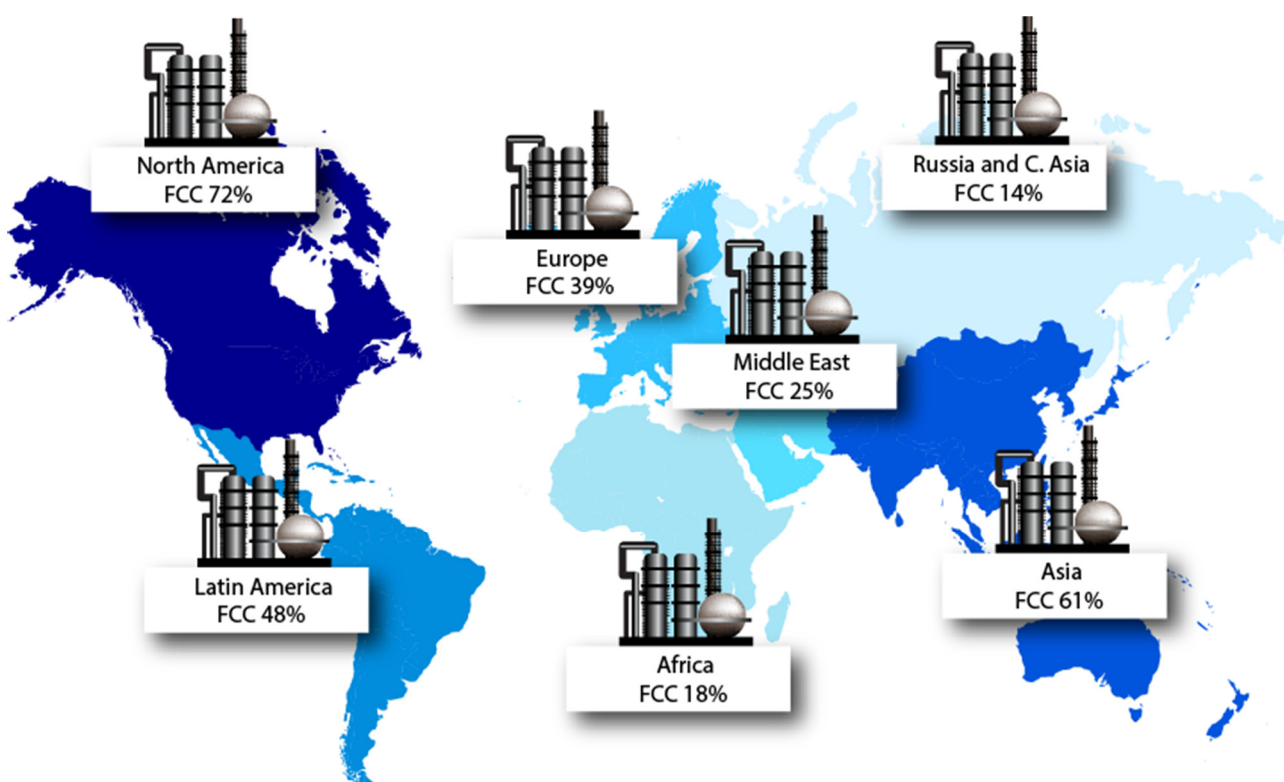 North America
FCC 72%
Russia and C. Asia
FCC 14%
Europe
FCC 39%
Middle East
FCC 25%
Latin America
FCC 48%
Asia
FCC 61%
Africa
FCC 18%